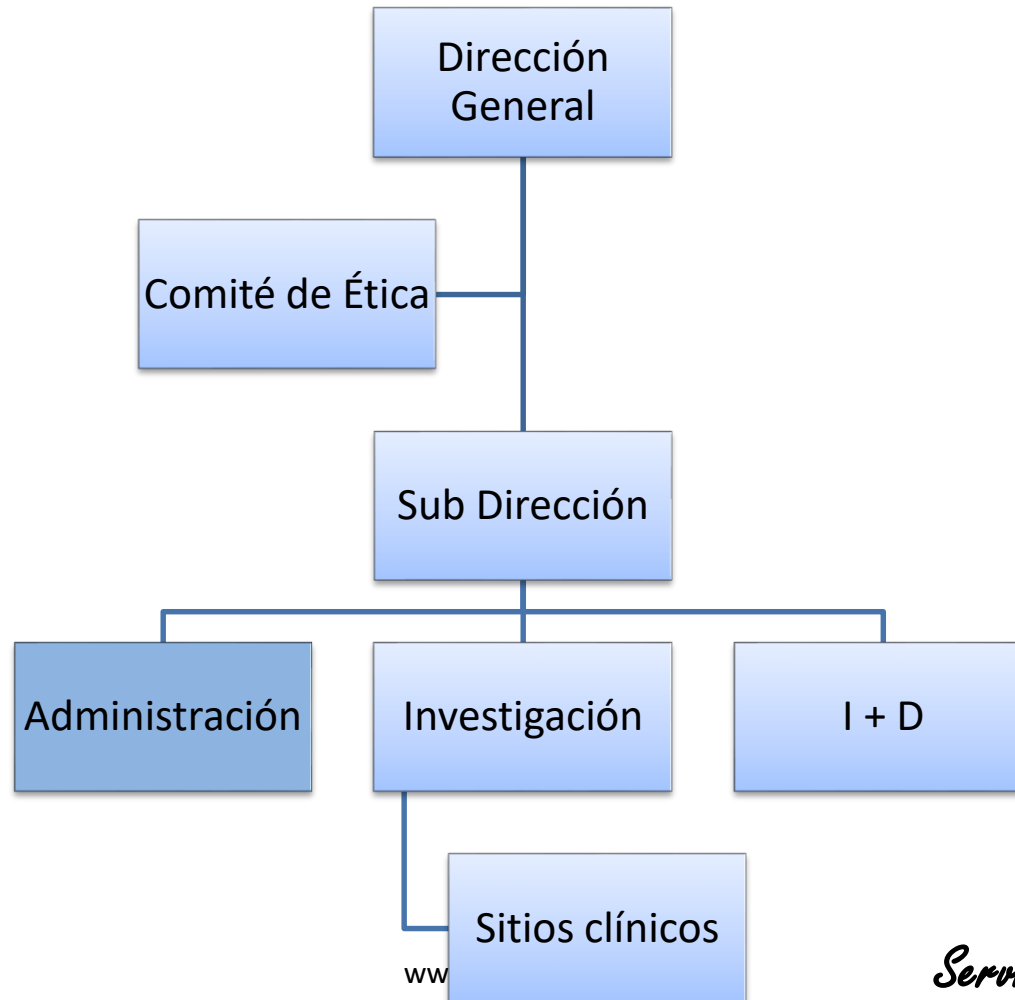 Dirección
General
Comité de Ética
Sub Dirección
Administración
Investigación
I + D
Sitios clínicos